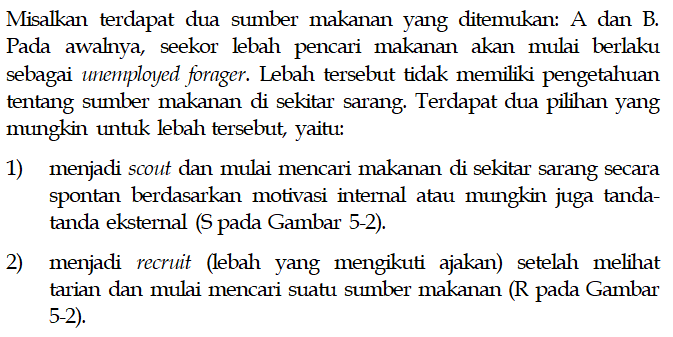 Misalkan terdapat dua sumber makanan yang ditemukan: A dan B.
Pada awalnya, seekor lebah pencari makanan akan mulai berlaku
sebagai unemployed forager. Lebah tersebut tidak memiliki pengetahuan
tentang sumber makanan di sekitar sarang. Terdapat dua pilihan yang
mungkin untuk lebah tersebut, yaitu:
1) menjadi scout dan mulai mencari makanan di sekitar sarang secara
spontan berdasarkan motivasi internal atau mungkin juga tanda-
tanda eksternal (S pada Gambar 5-2).
2) menjadi recruit (lebah yang mengikuti ajakan) setelah melihat
tarian dan mulai mencari suatu sumber makanan (R pada Gambar
5-2).